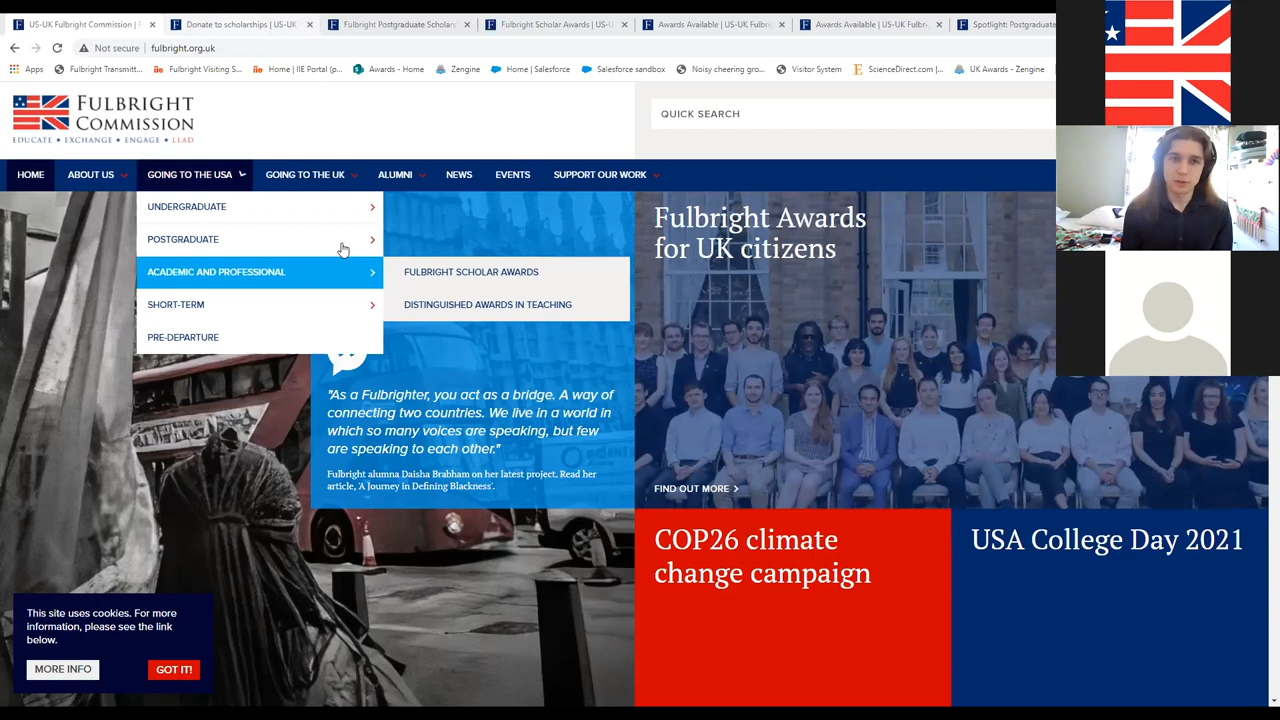 US-UK Fulbright Commission |
Donate to scholarships | US-UK
Fulbright Postgraduate Scholars
Fulbright Scholar Awards | US-U
Awards Available | US-UK Fulbri
Awards Available | US-UK Fulbri
Spotlight: Postgraduate
Not secure
fulbright.org.uk
Apps
Fulbright Transmitt...
Fulbright Visiting S...
Home | IIE Portal (p...
Awards - Home
Zengine
Home | Salesforce
Salesforce sandbox
Noisy cheering gro...
Visitor System
ScienceDirect.com |...
UK Awards - Zengine
FULBRIGHT
COMMISSION
EDUCATE • EXCHANGE • ENGAGE • LEAD
QUICK SEARCH
HOME
ABOUT US
GOING TO THE USA
GOING TO THE UK
ALUMNI
NEWS
EVENTS
SUPPORT OUR WORK
UNDERGRADUATE
POSTGRADUATE
ACADEMIC AND PROFESSIONAL
SHORT-TERM
PRE-DEPARTURE
FULBRIGHT SCHOLAR AWARDS
DISTINGUISHED AWARDS IN TEACHING
"As a Fulbrighter, you act as a bridge. A way of
connecting two countries. We live in a world in
which so many voices are speaking, but few
are speaking to each other."
Fulbright alumna Daisha Brabham on her latest project. Read her
article, 'A Journey in Defining Blackness'.
Fulbright Awards
for UK citizens
FIND OUT MORE
COP26 climate
change campaign
USA College Day 2021
This site uses cookies. For more
information, please see the link
below.
MORE INFO
GOT IT!